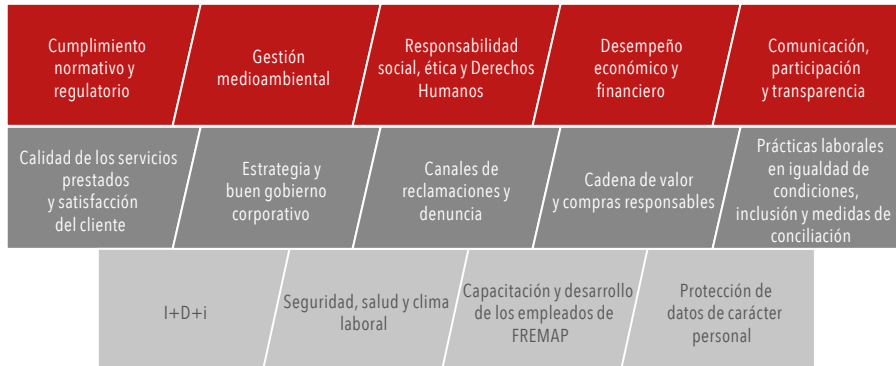 Cumplimiento
normativo y
regulatorio
Gestión
medioambiental
Responsabilidad
social, ética y Derechos
Humanos
Desempeño
económico y
financiero
Comunicación,
participación
y transparencia
Calidad de los servicios
prestados
y satisfacción
del cliente
Estrategia y
buen gobierno
corporativo
Canales de
reclamaciones y
denuncia
Cadena de valor
y compras responsables
Prácticas laborales
en igualdad de
condiciones,
inclusión y medidas de
conciliación
I+D+i
Seguridad, salud y clima
laboral
Capacitación y desarrollo
de los empleados de
FREMAP
Protección de
datos de carácter
personal